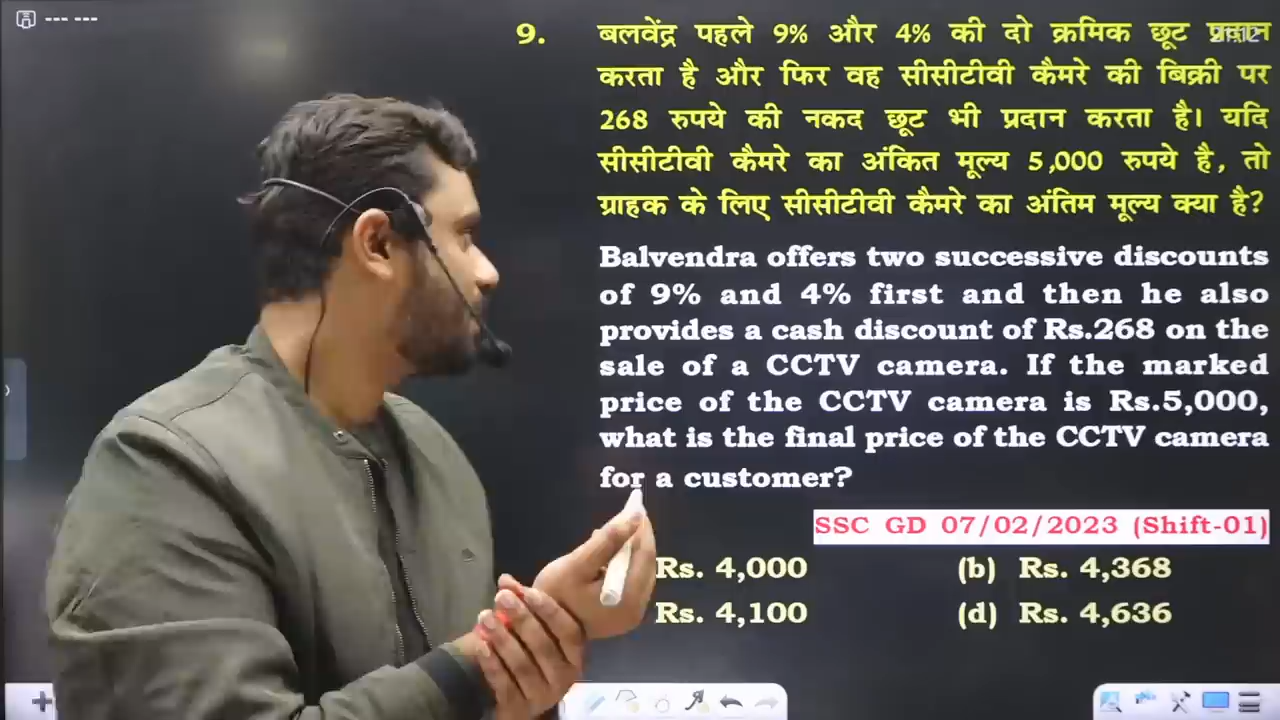 9. बलवेंद्र पहले 9% और 4% की दो क्रमिक छूट प्रदान
करता है और फिर वह सीसीटीवी कैमरे की बिक्री पर
268 रुपये की नकद छूट भी प्रदान करता है। यदि
सीसीटीवी कैमरे का अंकित मूल्य 5,000 रुपये है, तो
ग्राहक के लिए सीसीटीवी कैमरे का अंतिम मूल्य क्या है?
Balvendra offers two successive discounts
of 9% and 4% first and then he also
provides a cash discount of Rs.268 on the
sale of a CCTV camera. If the marked
price of the CCTV camera is Rs.5,000,
what is the final price of the CCTV camera
for a customer?
SSC GD 07/02/2023 (Shift-01)
Rs. 4,000 (b) Rs. 4,368
Rs. 4,100 (d) Rs. 4,636